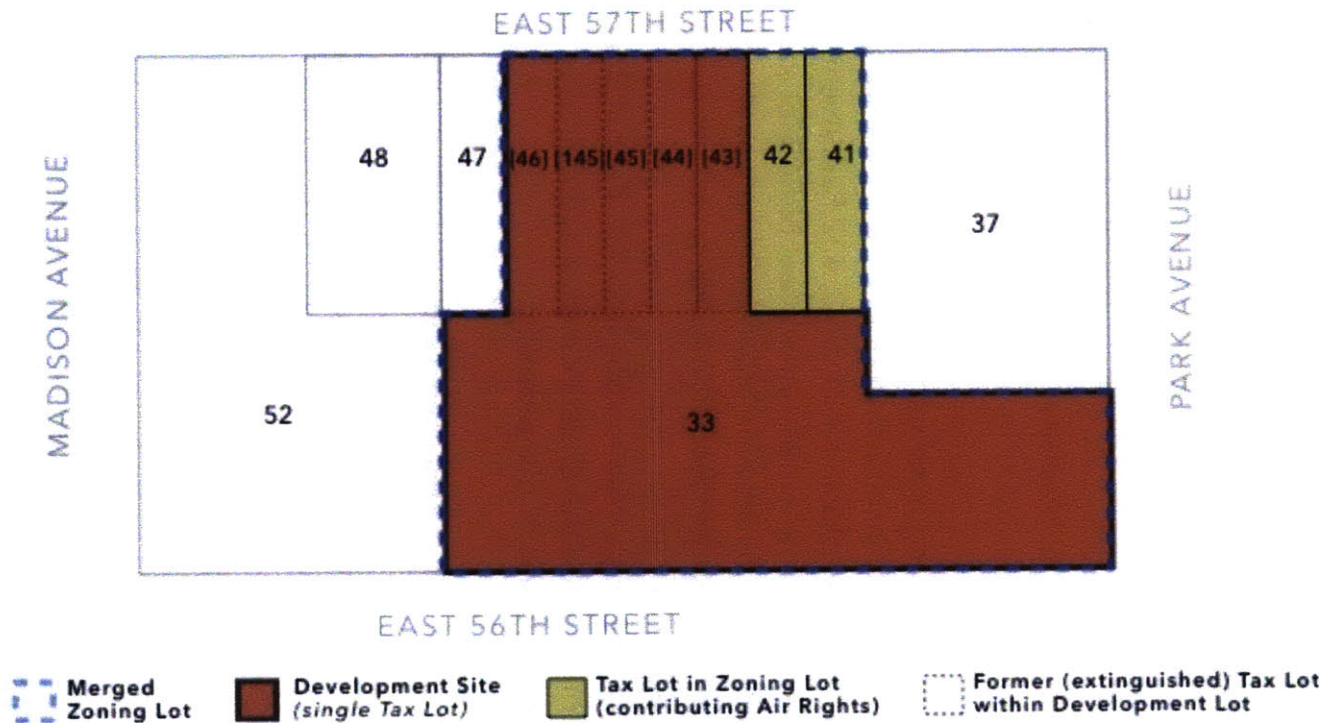 EAST 57TH STREET
MADISON AVENUE
48
47
[46] [145] [45] [44] [43]
42
41
37
PARK AVENUE
52
33
EAST 56TH STREET
Merged
Zoning Lot
Development Site
(single Tax Lot)
Tax Lot in Zoning Lot
(contributing Air Rights)
Former (extinguished) Tax Lot
within Development Lot